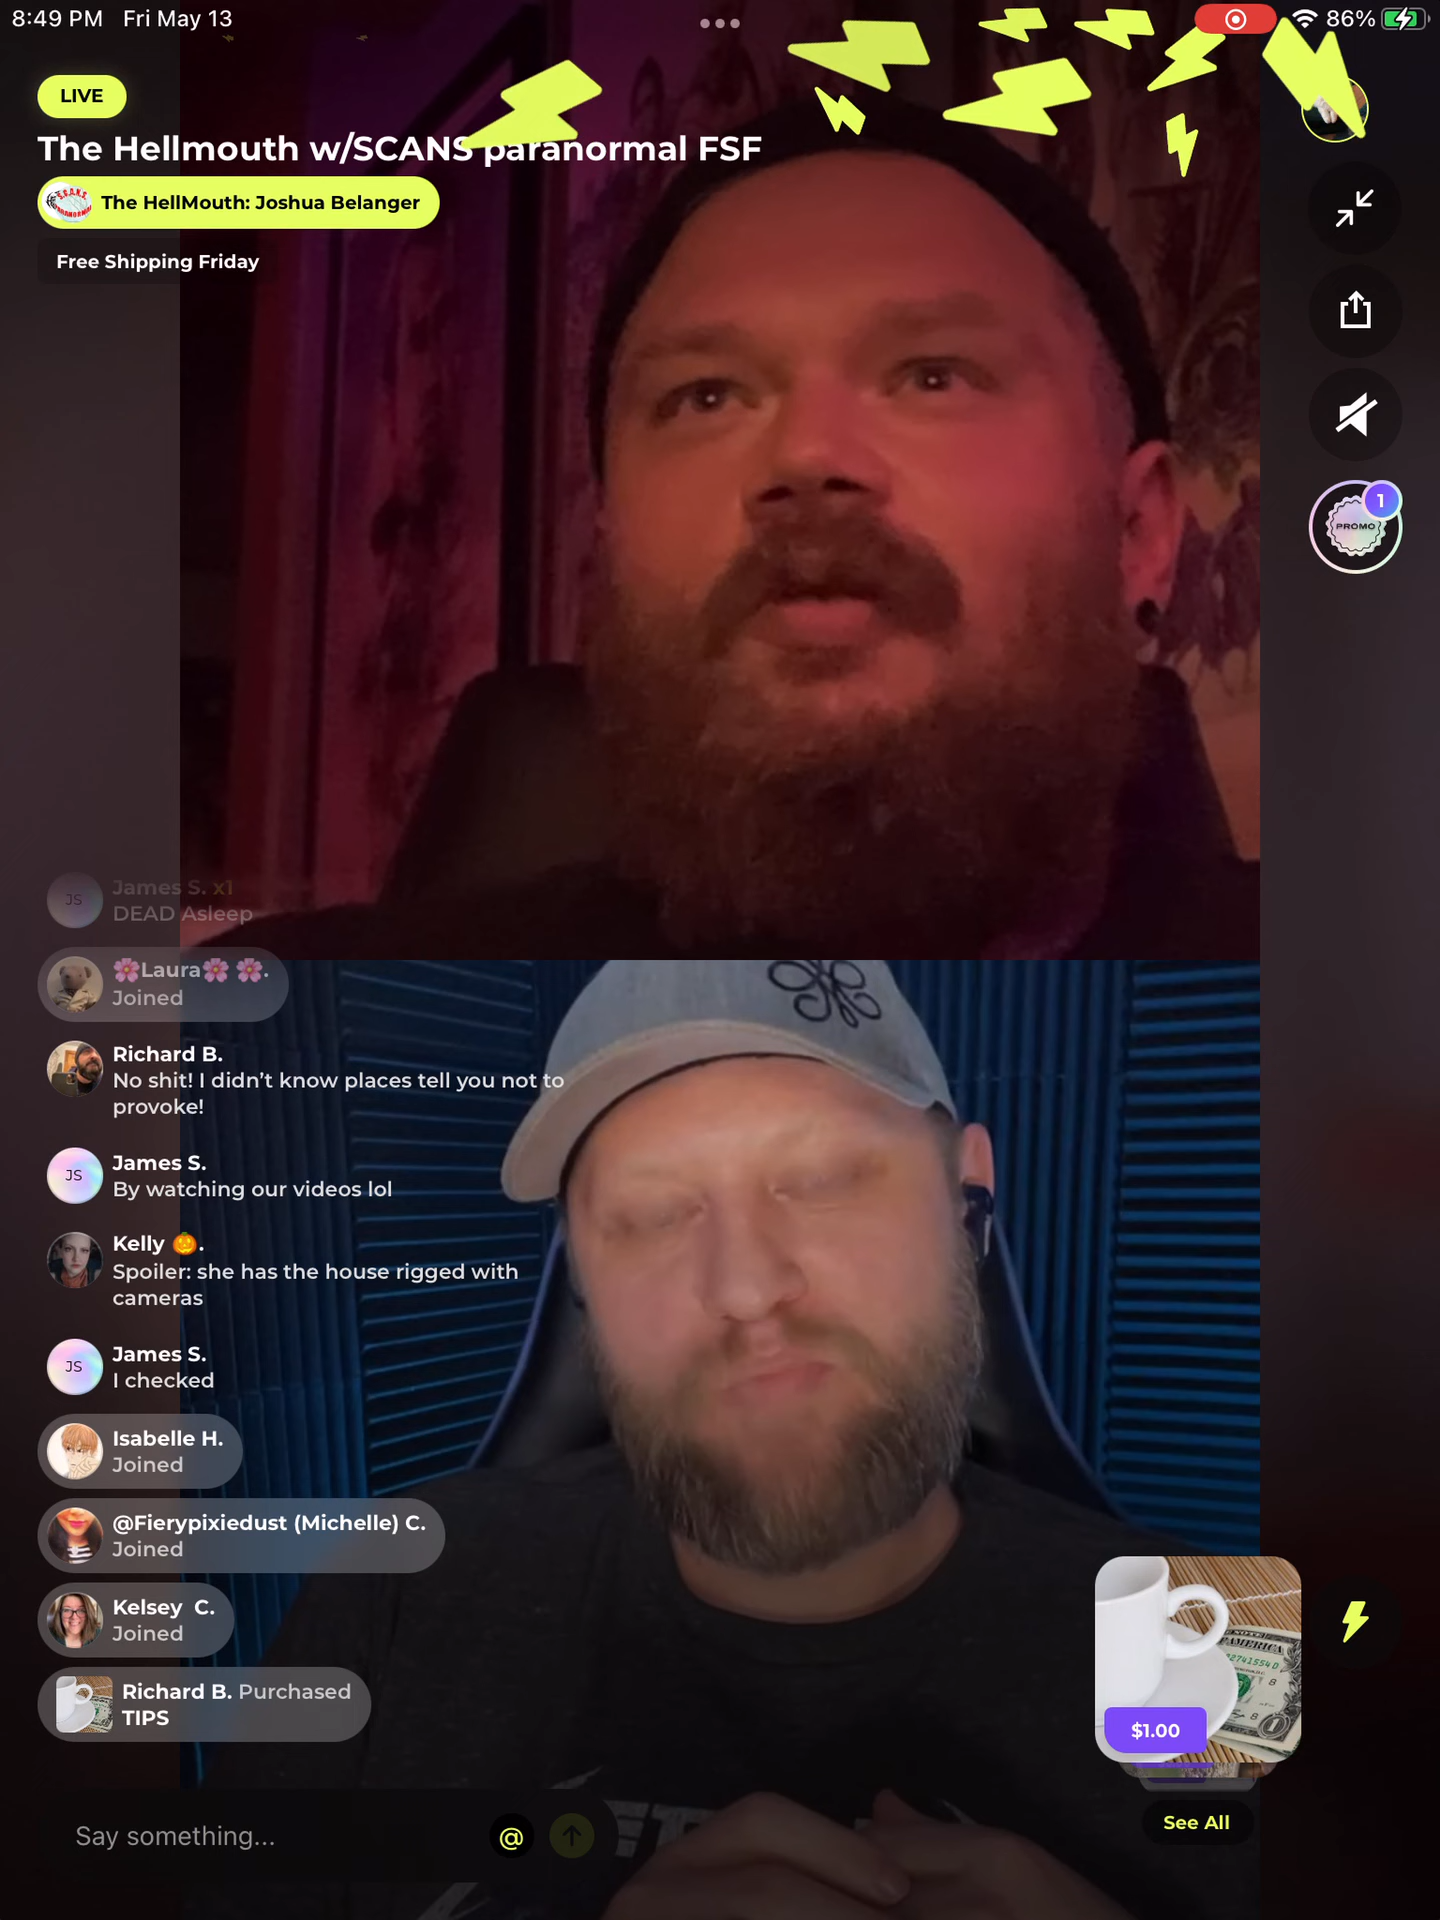 8:49 PM Fri May 13
86%
LIVE
The Hellmouth w/SCANS paranormal FSF
The HellMouth: Joshua Belanger
Free Shipping Friday
1
PROMO
JS
James S. x1
DEAD Asleep
🌸Laura🌸 🌸.
Joined
Richard B.
No shit! I didn’t know places tell you not to
provoke!
JS
James S.
By watching our videos lol
Kelly 🎃.
Spoiler: she has the house rigged with
cameras
JS
James S.
I checked
Isabelle H.
Joined
@Fierypixiedust (Michelle) C.
Joined
Kelsey C.
Joined
Richard B. Purchased
TIPS
$1.00
Say something...
@
See All